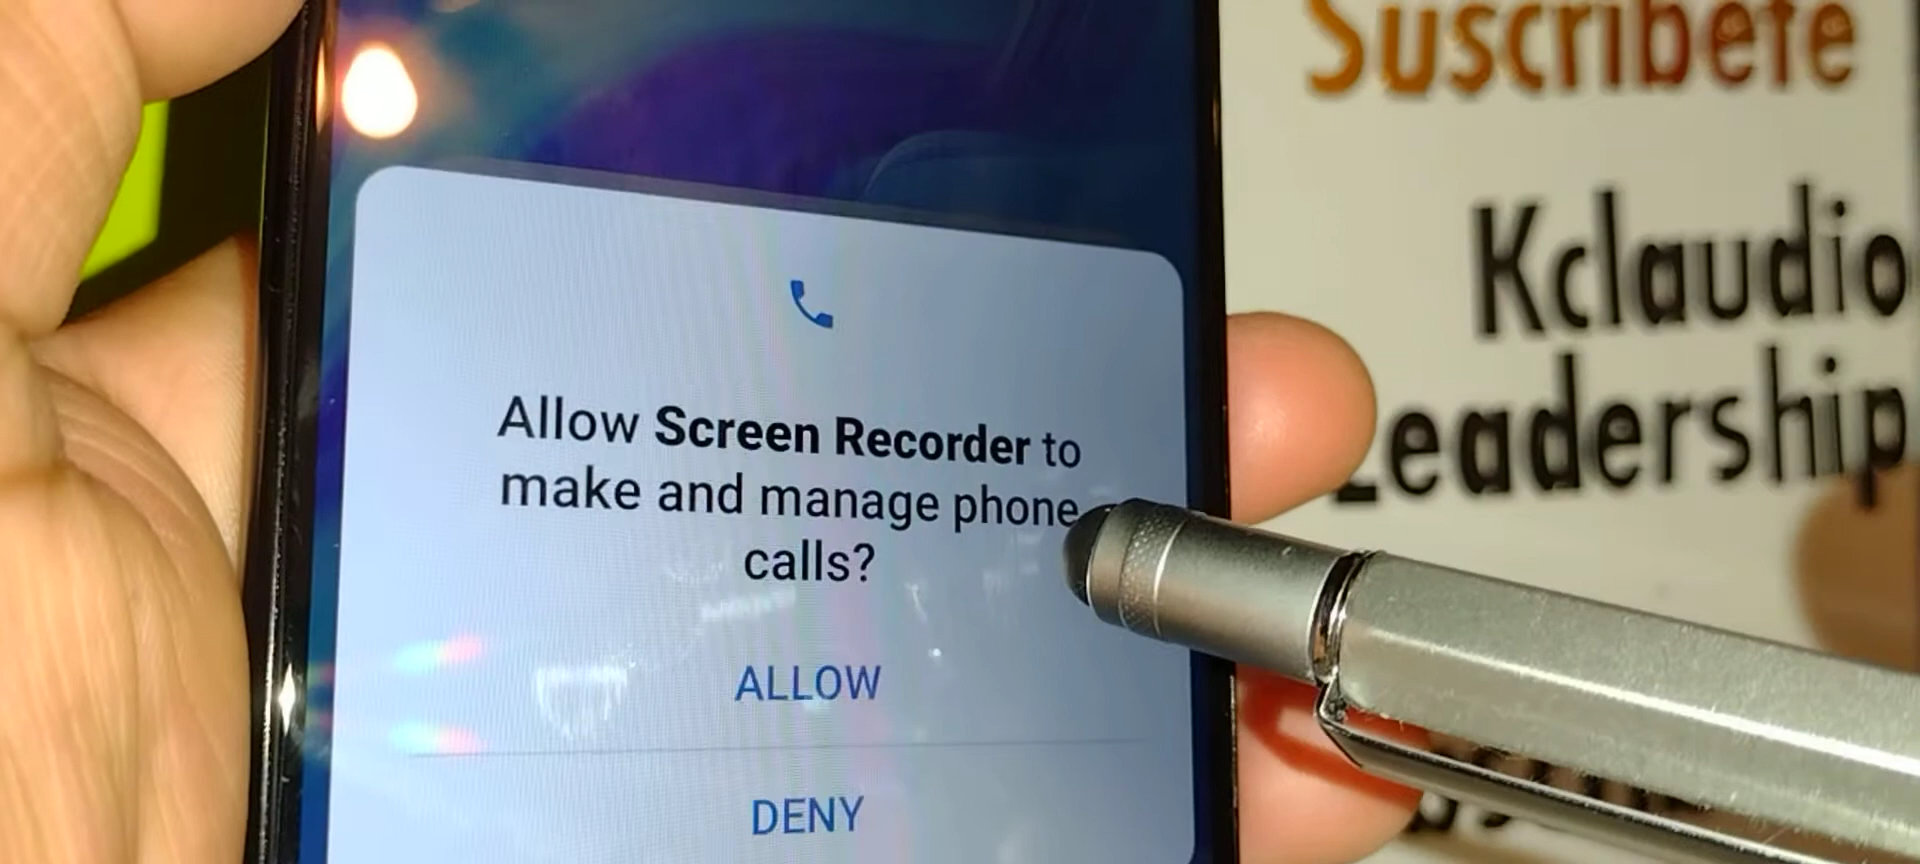 Suscribete
Kclaudio
Leadership
Allow Screen Recorder to
make and manage phone
calls?
ALLOW
DENY